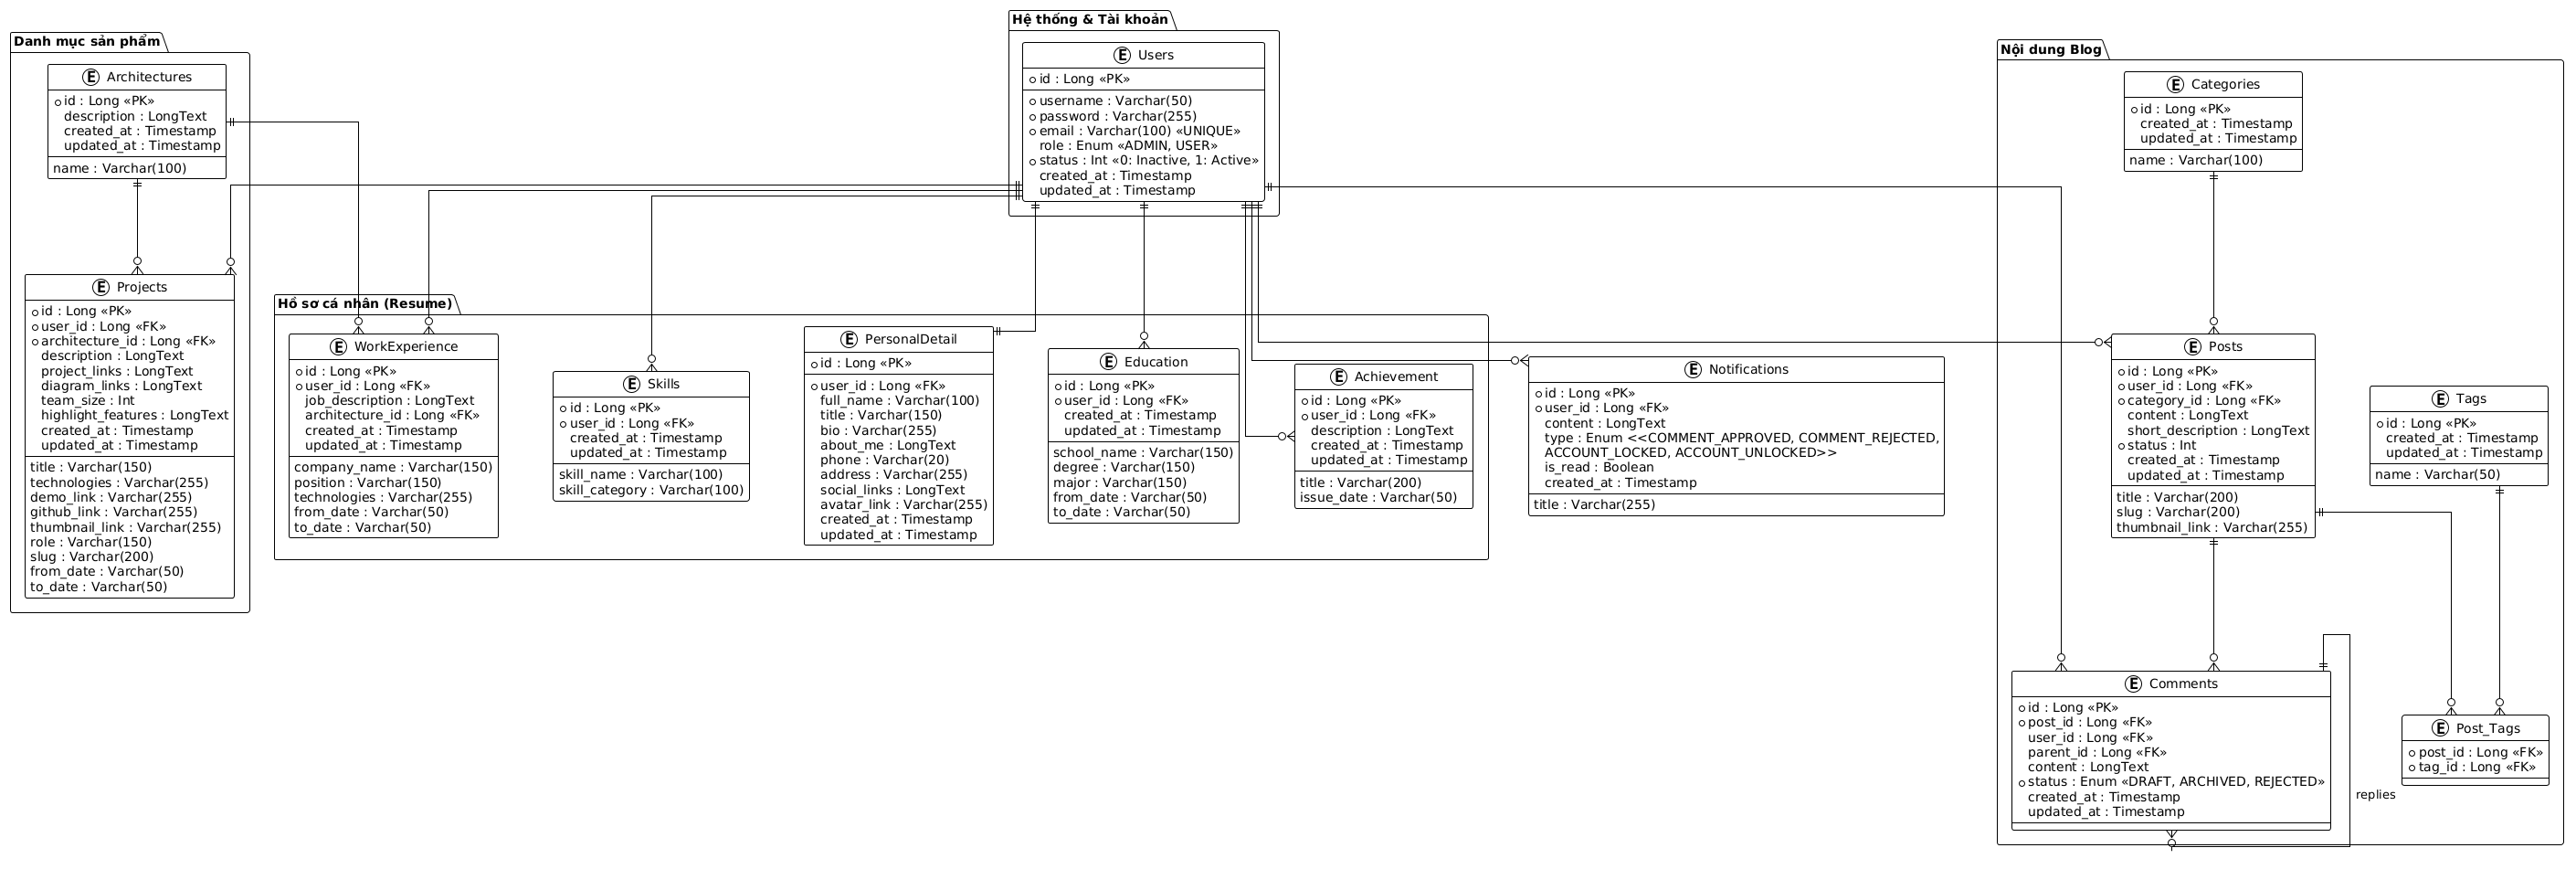 Danh mục sản phẩm
Architectures
id : Long «PK»
description : LongText
created_at : Timestamp
updated_at : Timestamp
name : Varchar(100)
Projects
id : Long «PK»
user_id : Long «FK»
architecture_id : Long «FK»
description : LongText
project_links : LongText
diagram_links : LongText
team_size : Int
highlight_features : LongText
created_at : Timestamp
updated_at : Timestamp
title : Varchar(150)
technologies : Varchar(255)
demo_link : Varchar(255)
github_link : Varchar(255)
thumbnail_link : Varchar(255)
role : Varchar(150)
slug : Varchar(200)
from_date : Varchar(50)
to_date : Varchar(50)
Hệ thống & Tài khoản
Users
id : Long «PK»
username : Varchar(50)
password : Varchar(255)
email : Varchar(100) «UNIQUE»
role : Enum «ADMIN, USER»
status : Int «0: Inactive, 1: Active»
created_at : Timestamp
updated_at : Timestamp
Hồ sơ cá nhân (Resume)
WorkExperience
id : Long «PK»
user_id : Long «FK»
job_description : LongText
architecture_id : Long «FK»
created_at : Timestamp
updated_at : Timestamp
company_name : Varchar(150)
position : Varchar(150)
technologies : Varchar(255)
from_date : Varchar(50)
to_date : Varchar(50)
Skills
id : Long «PK»
user_id : Long «FK»
created_at : Timestamp
updated_at : Timestamp
skill_name : Varchar(100)
skill_category : Varchar(100)
PersonalDetail
id : Long «PK»
user_id : Long «FK»
full_name : Varchar(100)
title : Varchar(150)
bio : Varchar(255)
about_me : LongText
phone : Varchar(20)
address : Varchar(255)
social_links : LongText
avatar_link : Varchar(255)
created_at : Timestamp
updated_at : Timestamp
Education
id : Long «PK»
user_id : Long «FK»
created_at : Timestamp
updated_at : Timestamp
school_name : Varchar(150)
degree : Varchar(150)
major : Varchar(150)
from_date : Varchar(50)
to_date : Varchar(50)
Achievement
id : Long «PK»
user_id : Long «FK»
description : LongText
created_at : Timestamp
updated_at : Timestamp
title : Varchar(200)
issue_date : Varchar(50)
Notifications
id : Long «PK»
user_id : Long «FK»
content : LongText
type : Enum <<COMMENT_APPROVED, COMMENT_REJECTED,
ACCOUNT_LOCKED, ACCOUNT_UNLOCKED>>
is_read : Boolean
created_at : Timestamp
title : Varchar(255)
Nội dung Blog
Categories
id : Long «PK»
created_at : Timestamp
updated_at : Timestamp
name : Varchar(100)
Posts
id : Long «PK»
user_id : Long «FK»
category_id : Long «FK»
content : LongText
short_description : LongText
status : Int
created_at : Timestamp
updated_at : Timestamp
title : Varchar(200)
slug : Varchar(200)
thumbnail_link : Varchar(255)
Tags
id : Long «PK»
created_at : Timestamp
updated_at : Timestamp
name : Varchar(50)
Comments
id : Long «PK»
post_id : Long «FK»
user_id : Long «FK»
parent_id : Long «FK»
content : LongText
status : Enum «DRAFT, ARCHIVED, REJECTED»
created_at : Timestamp
updated_at : Timestamp
replies
Post_Tags
post_id : Long «FK»
tag_id : Long «FK»